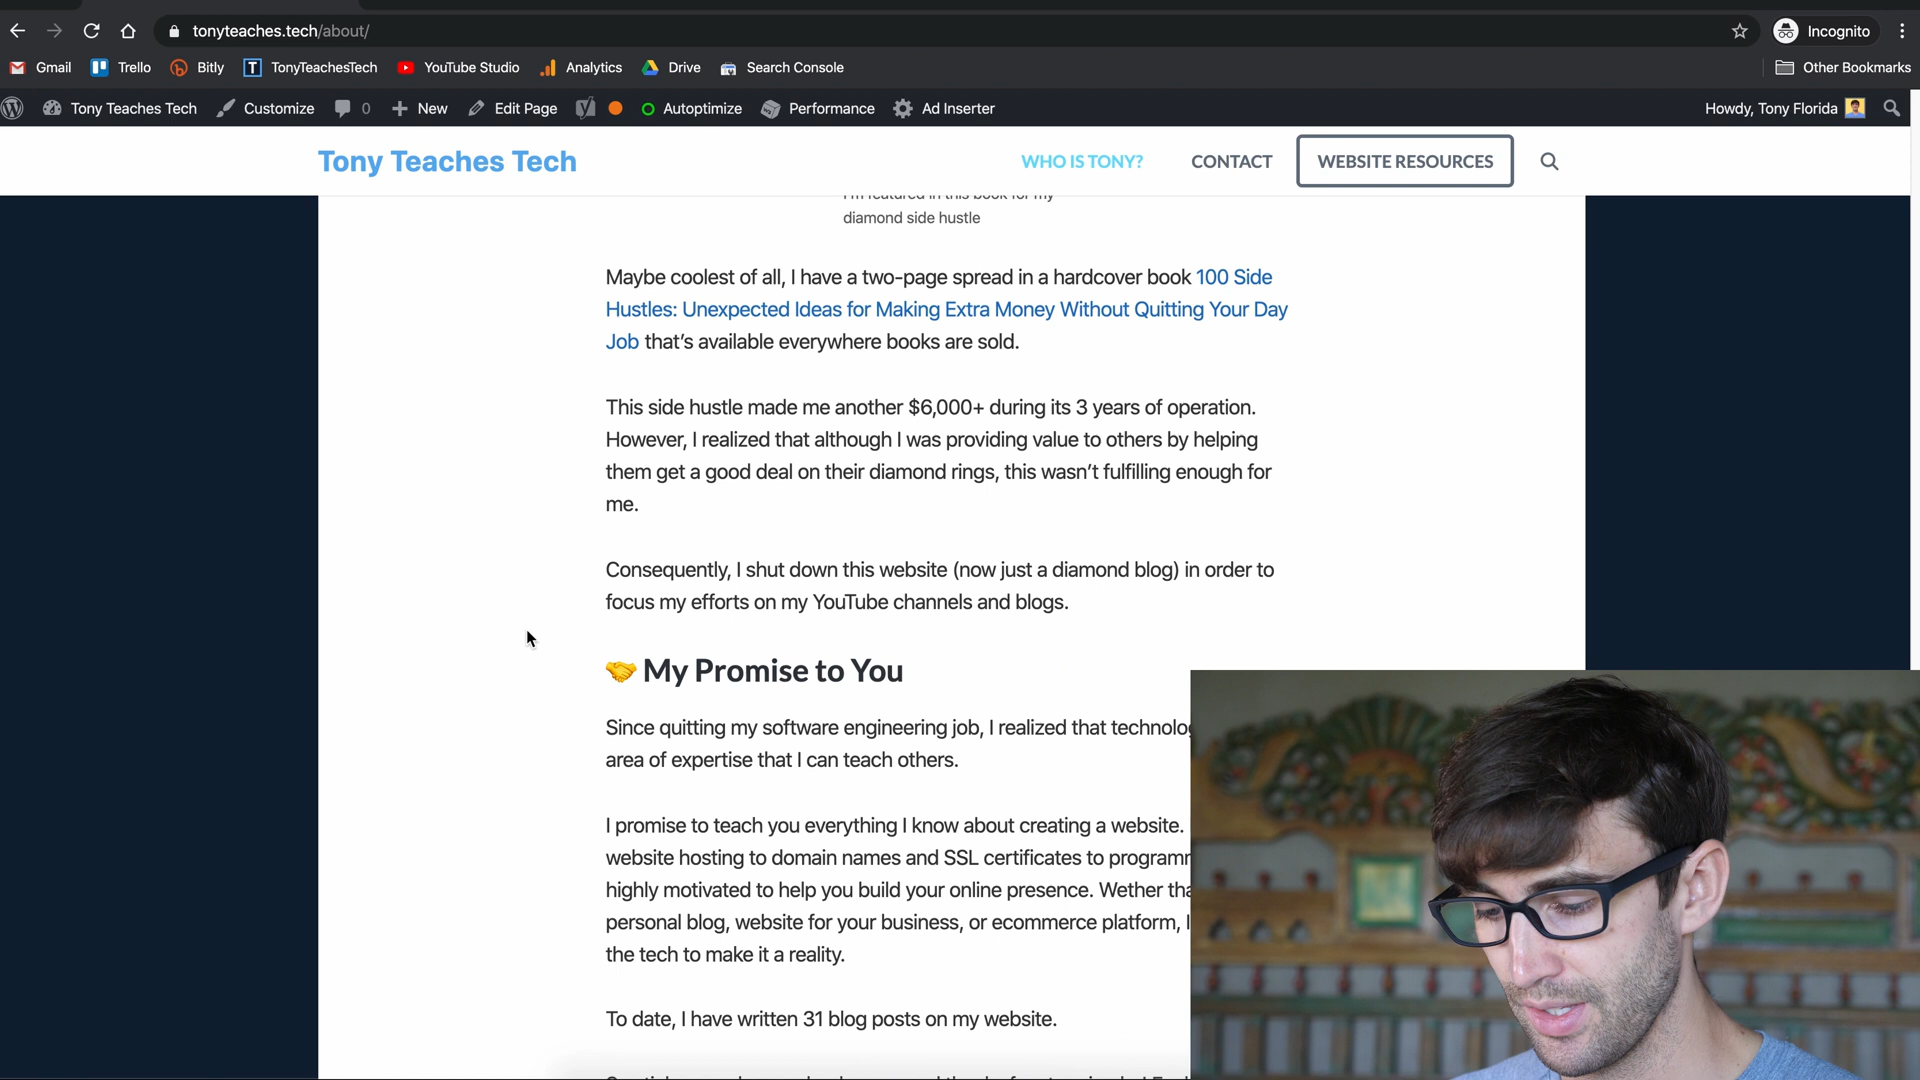 tonyteaches.tech/about/
Incognito
Gmail Trello Bitly TonyTeachesTech YouTube Studio Analytics Drive Search Console Other Bookmarks
Tony Teaches Tech Customize 0 New Edit Page Autoptimize Performance Ad Inserter Howdy, Tony Florida
Tony Teaches Tech WHO IS TONY? CONTACT WEBSITE RESOURCES
I'm featured in this book for my
diamond side hustle
Maybe coolest of all, I have a two-page spread in a hardcover book 100 Side
Hustles: Unexpected Ideas for Making Extra Money Without Quitting Your Day
Job that’s available everywhere books are sold.
This side hustle made me another $6,000+ during its 3 years of operation.
However, I realized that although I was providing value to others by helping
them get a good deal on their diamond rings, this wasn’t fulfilling enough for
me.
Consequently, I shut down this website (now just a diamond blog) in order to
focus my efforts on my YouTube channels and blogs.
🤝 My Promise to You
Since quitting my software engineering job, I realized that technolog
area of expertise that I can teach others.
I promise to teach you everything I know about creating a website.
website hosting to domain names and SSL certificates to programm
highly motivated to help you build your online presence. Wether tha
personal blog, website for your business, or ecommerce platform, I
the tech to make it a reality.
To date, I have written 31 blog posts on my website.